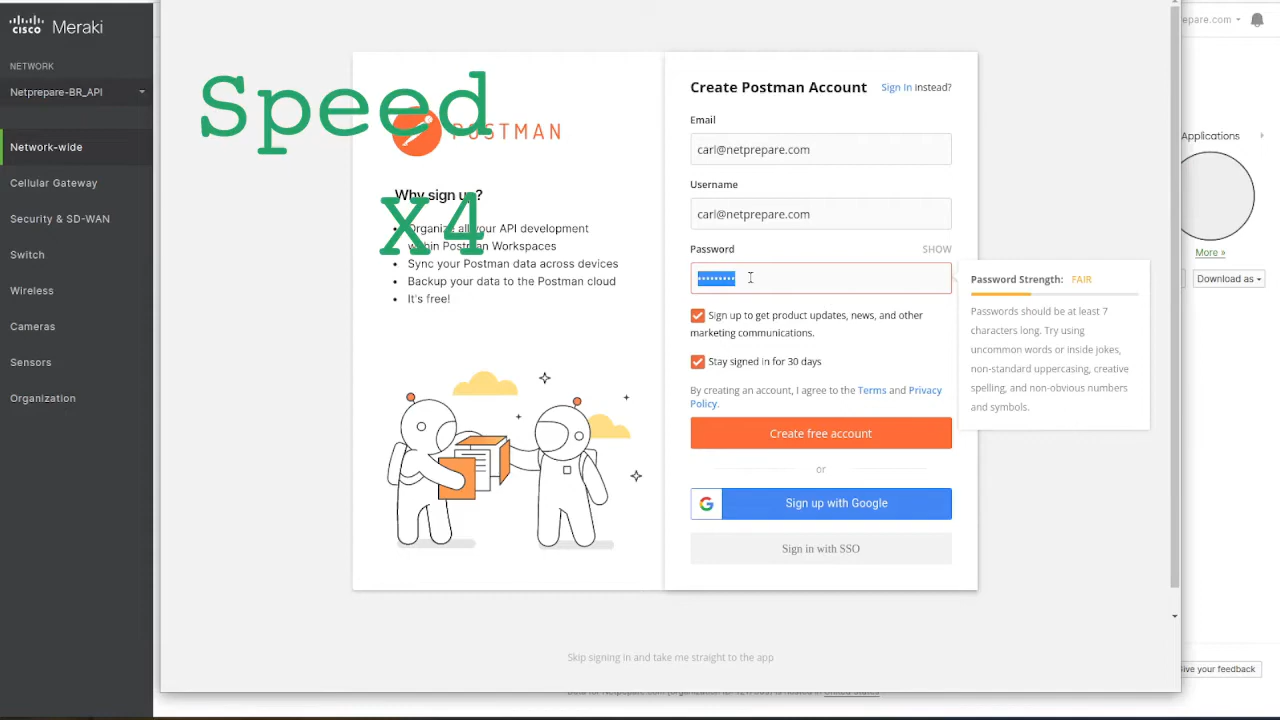 cisco Meraki
NETWORK
Netprepare-BR_API
Network-wide
Cellular Gateway
Security & SD-WAN
Switch
Wireless
Cameras
Sensors
Organization
Speed
X4
POSTMAN
Why sign up?
Organize all your API development
within Postman Workspaces
Sync your Postman data across devices
Backup your data to the Postman cloud
It's free!
Create Postman Account
Sign In instead?
Email
carl@netprepare.com
Username
carl@netprepare.com
Password
SHOW
Sign up to get product updates, news, and other
marketing communications.
Stay signed in for 30 days
By creating an account, I agree to the Terms and Privacy
Policy.
Create free account
or
Sign up with Google
Sign in with SSO
Password Strength: FAIR
Passwords should be at least 7
characters long. Try using
uncommon words or inside jokes,
non-standard uppercasing, creative
spelling, and non-obvious numbers
and symbols.
Skip signing in and take me straight to the app
epare.com
Applications
More »
Download as
Give your feedback
United States